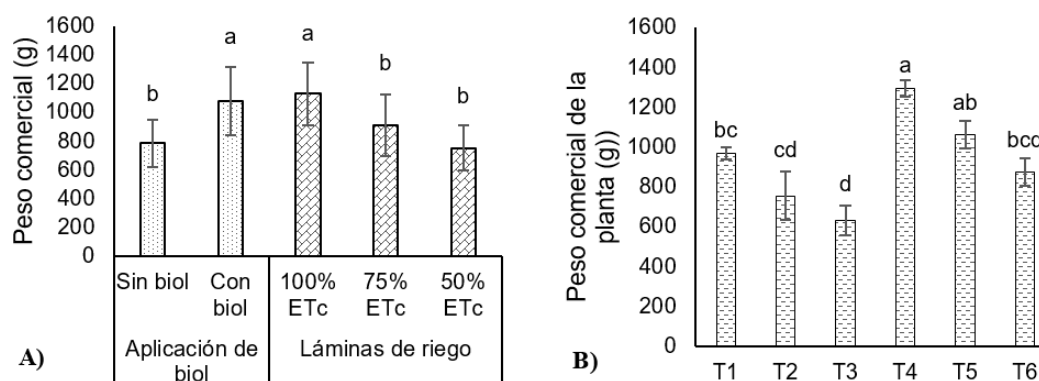 Peso comercial (g)
1600
1400
1200
1000
800
600
400
200
0
b
a
a
b
b
Sin biol
Con
biol
100%
ETc
75%
ETc
50%
ETc
Aplicación de
biol
Láminas de riego
A)
Peso comercial de la
planta (g))
1600
1400
1200
1000
800
600
400
200
0
bc
cd
d
a
ab
bcd
T1
T2
T3
T4
T5
T6
B)